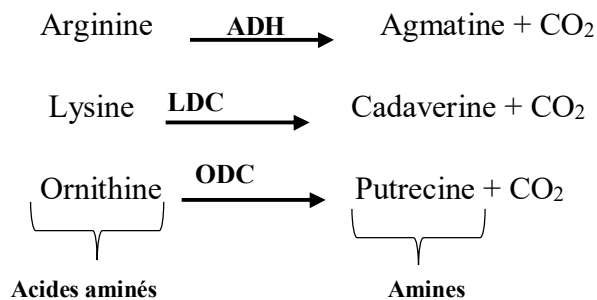 Arginine ADH Agmatine + CO₂
Lysine LDC Cadaverine + CO₂
Ornithine ODC Putrecine + CO₂
Acides aminés Amines